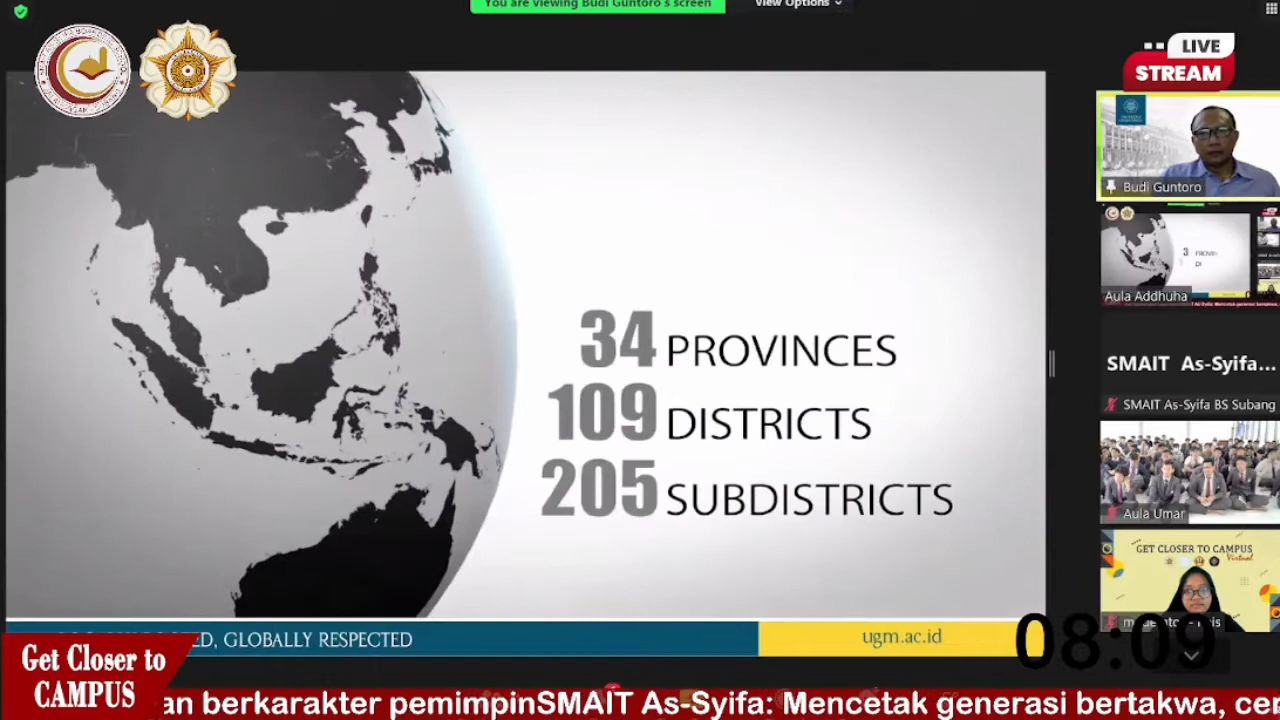 You are viewing Budi Guntoro's screen
View Options
LIVE
STREAM
Budi Guntoro
Aula Addhuha
SMAIT As-Syifa...
SMAIT As-Syifa BS Subang
Aula Umar
GET CLOSER TO CAMPUS
Virtual
34 PROVINCES
109 DISTRICTS
205 SUBDISTRICTS
GLOBALLY RESPECTED
ugm.ac.id
08:09
Get Closer to
CAMPUS
an berkarakter pemimpinSMAIT As-Syifa: Mencetak generasi bertakwa, cer